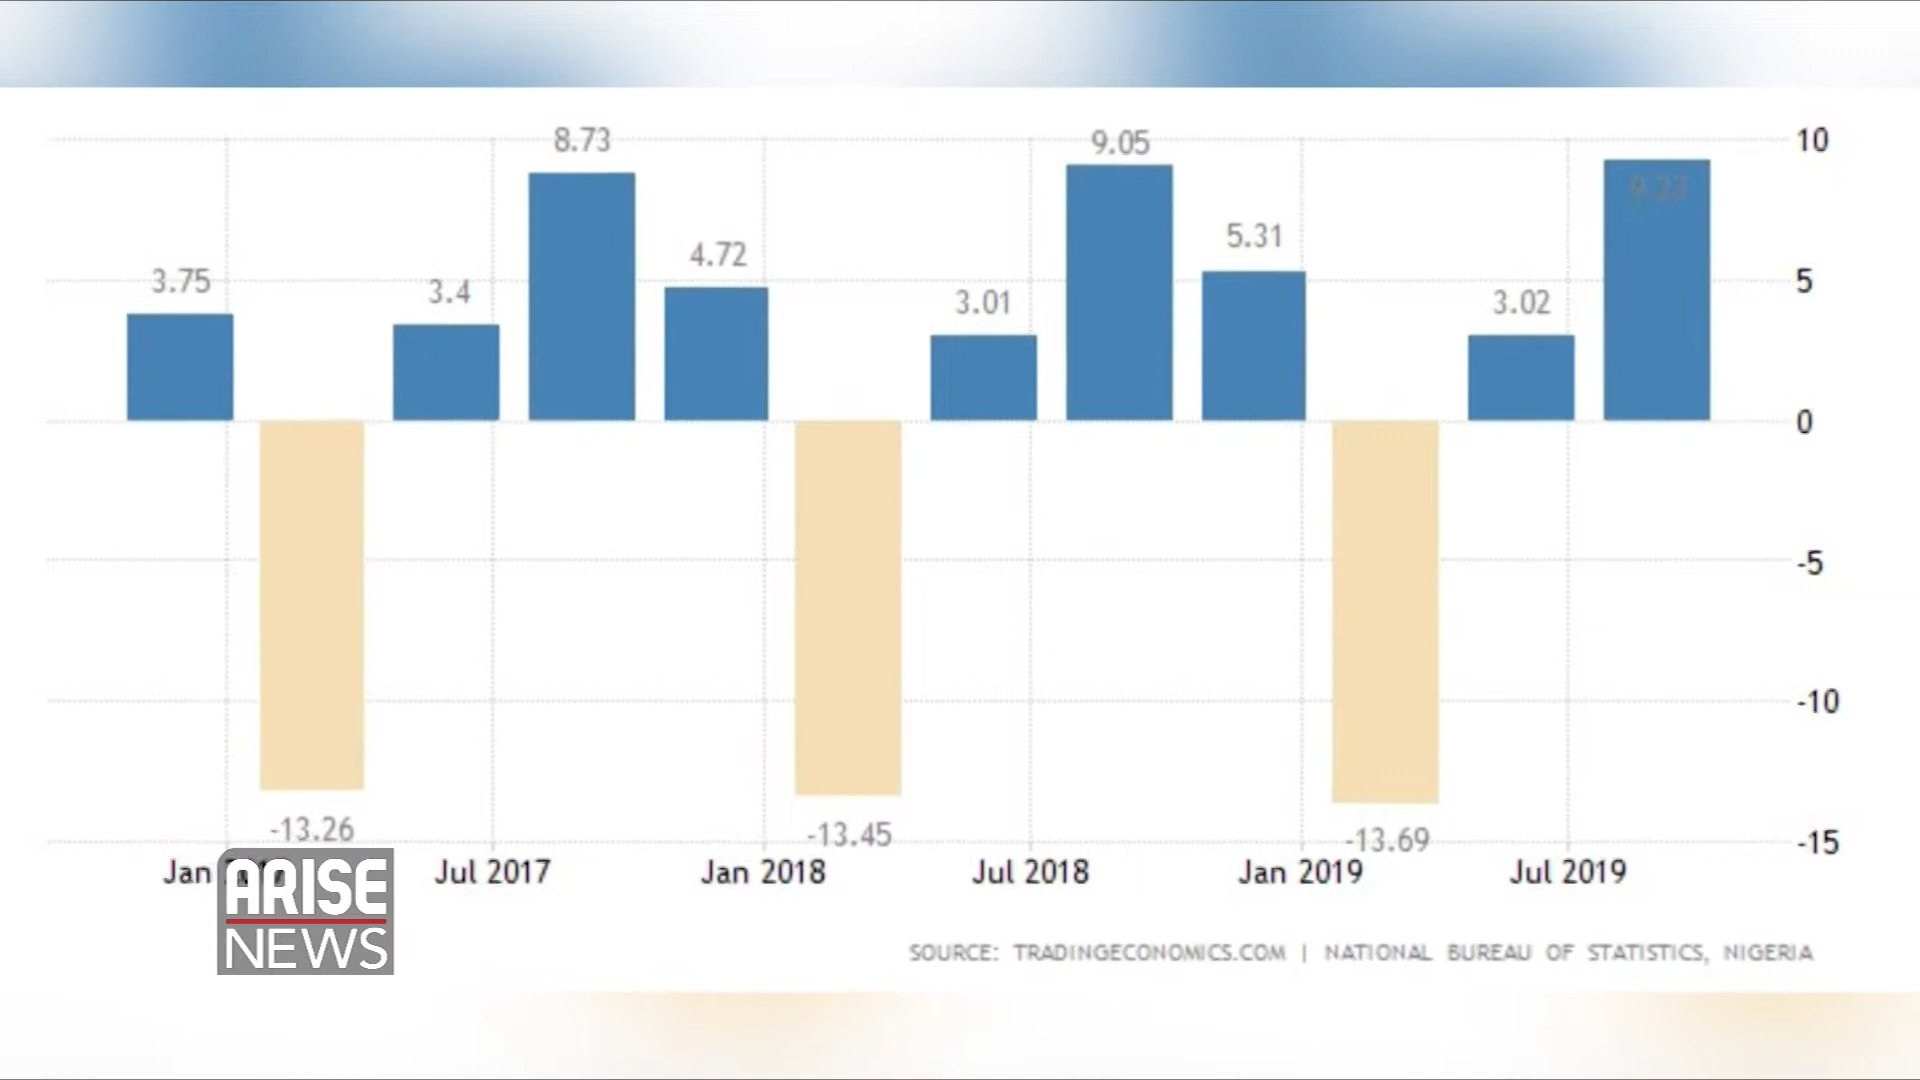 8.73
10
9.05
9.23
4.72
5.31
3.75
3.4
3.01
3.02
5
0
-5
-10
-13.26
-13.45
-13.69
-15
Jan
Jul 2017
Jan 2018
Jul 2018
Jan 2019
Jul 2019
ARISE
NEWS
SOURCE: TRADINGECONOMICS.COM | NATIONAL BUREAU OF STATISTICS, NIGERIA